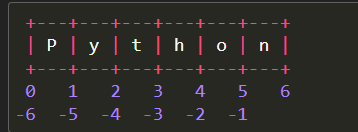 +---+---+---+---+---+---+
| P | y | t | h | o | n |
+---+---+---+---+---+---+
0   1   2   3   4   5   6
-6  -5  -4  -3  -2  -1